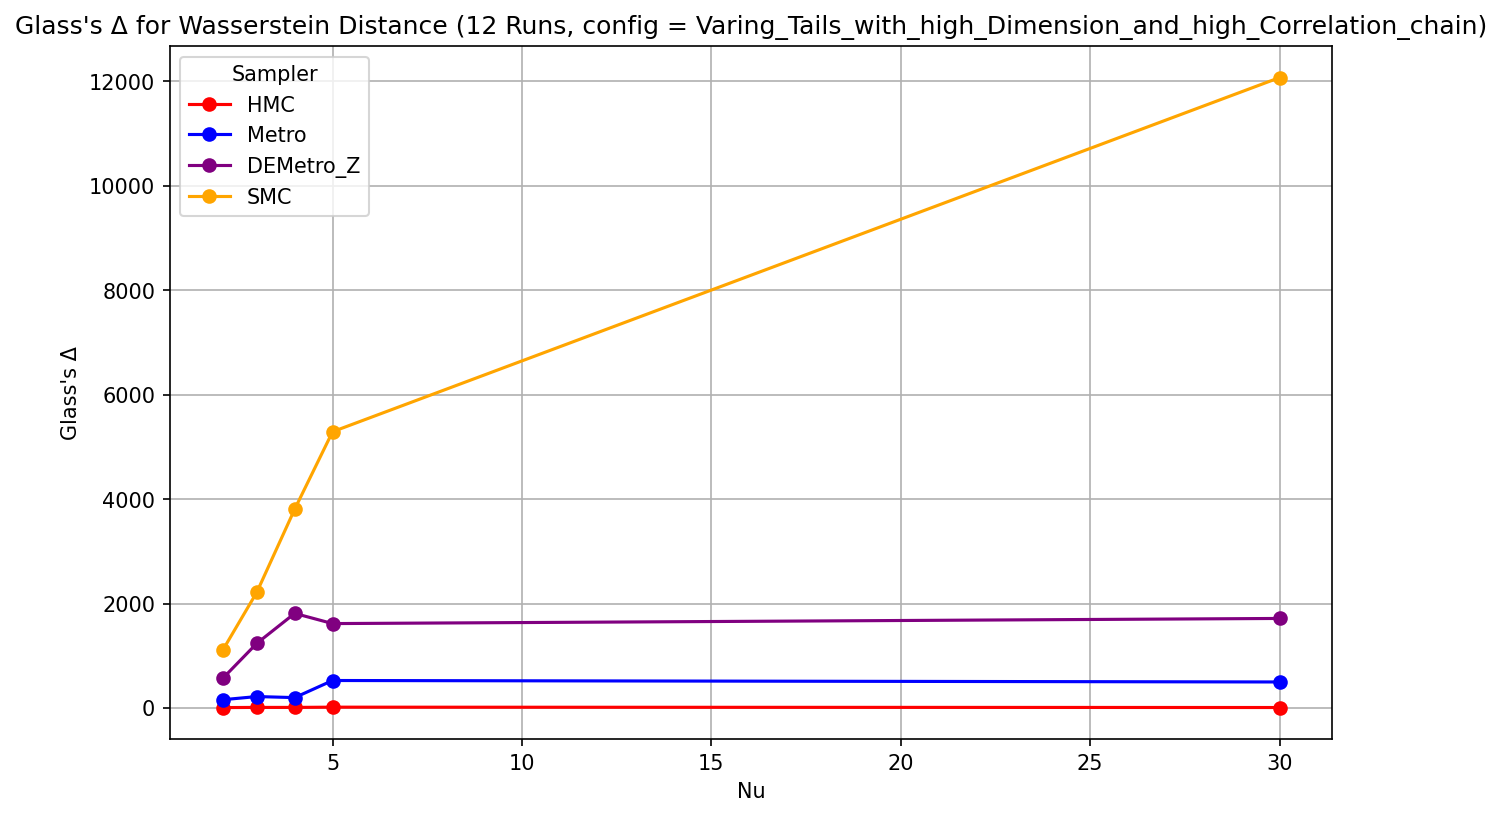 Glass's Δ for Wasserstein Distance (12 Runs, config = Varing_Tails_with_high_Dimension_and_high_Correlation_chain)
Sampler
HMC
Metro
DEMetro_Z
SMC
12000
10000
8000
6000
4000
2000
0
Glass's Δ
5
10
15
20
25
30
Nu